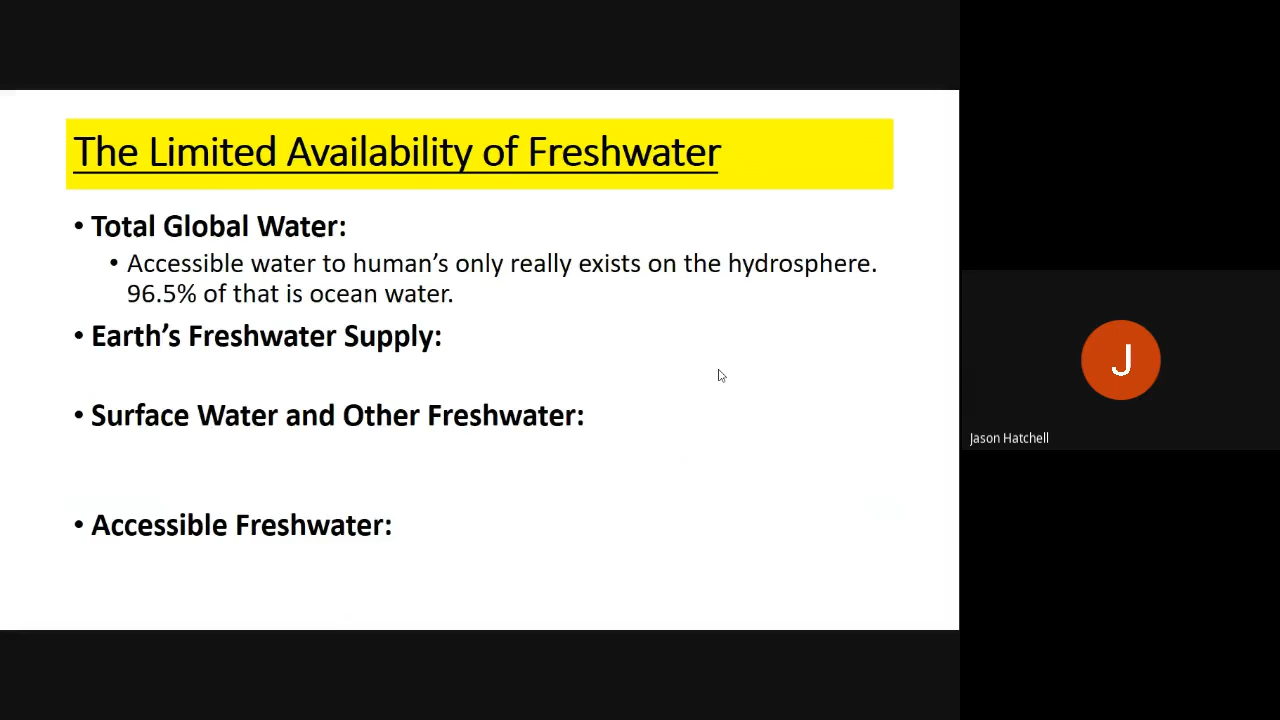 The Limited Availability of Freshwater
• Total Global Water:
• Accessible water to human’s only really exists on the hydrosphere.
96.5% of that is ocean water.
• Earth’s Freshwater Supply:
• Surface Water and Other Freshwater:
• Accessible Freshwater:
J
Jason Hatchell